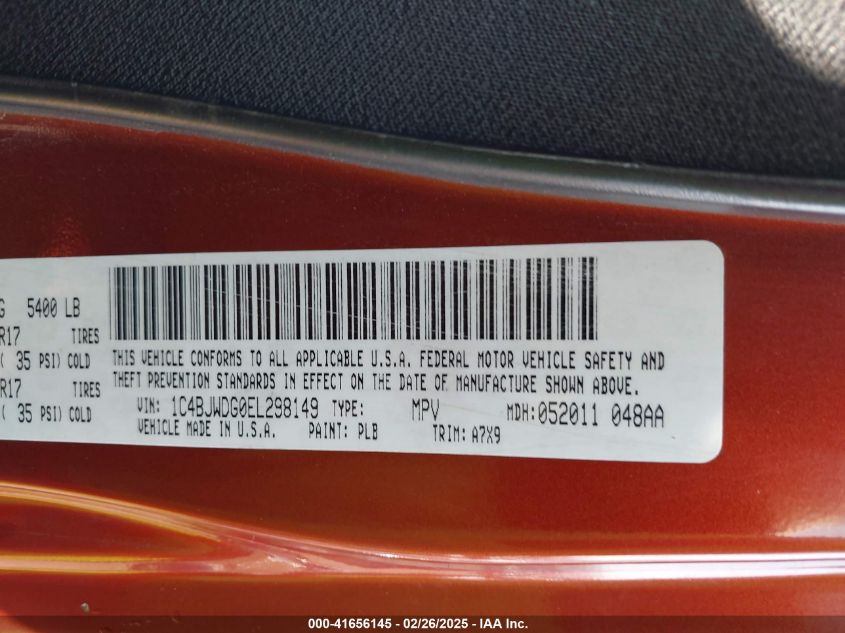 G 5400 LB
R17 TIRES
( 35 PSI) COLD
R17 TIRES
( 35 PSI) COLD
THIS VEHICLE CONFORMS TO ALL APPLICABLE U.S.A. FEDERAL MOTOR VEHICLE SAFETY AND
THEFT PREVENTION STANDARDS IN EFFECT ON THE DATE OF MANUFACTURE SHOWN ABOVE.
VIN: 1C4BJWDG0EL298149 TYPE: MPV MDH:052011 048AA
VEHICLE MADE IN U.S.A. PAINT: PLB TRIM: A7X9
000-41656145 - 02/26/2025 - IAA Inc.